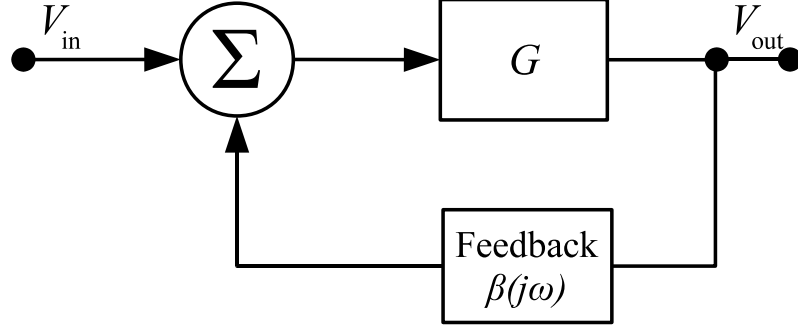 V_in
Σ
G
V_out
Feedback
β(jω)